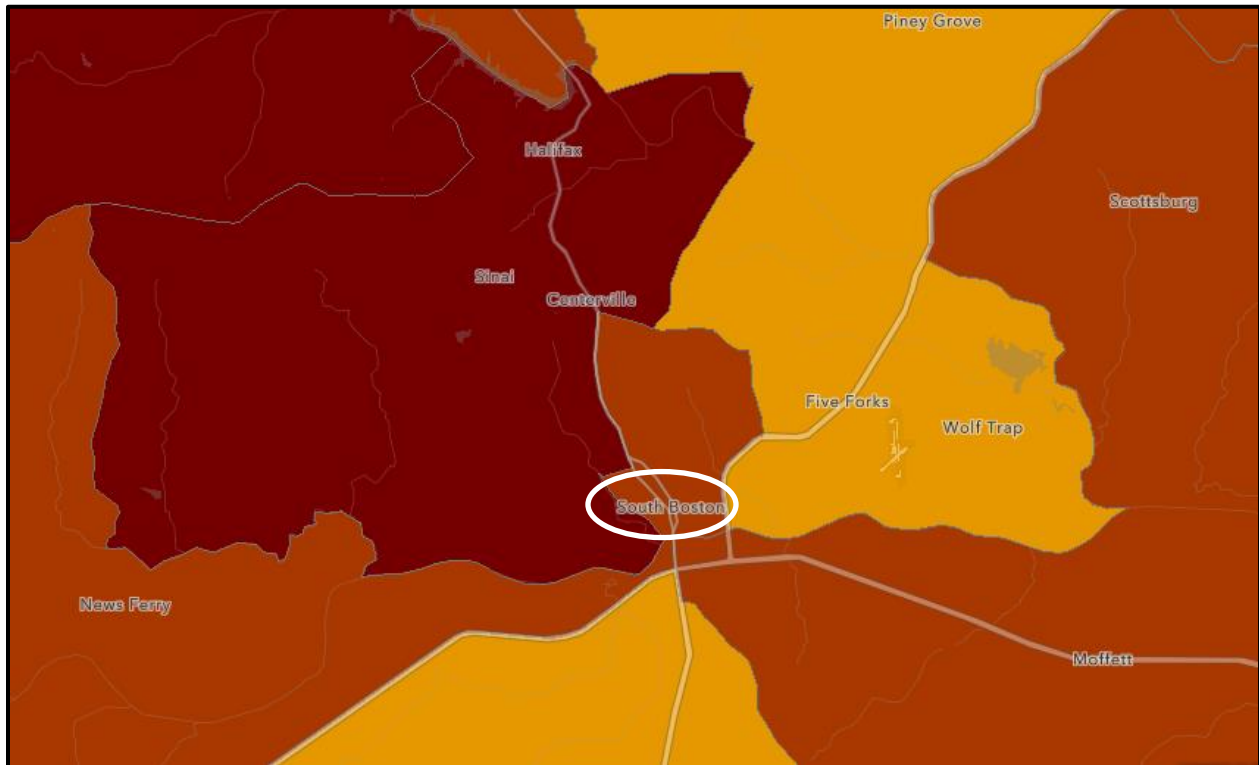 Piney Grove
Halifax
Scottsburg
Sinai
Centerville
Five Forks
Wolf Trap
South Boston
News Ferry
Moffett